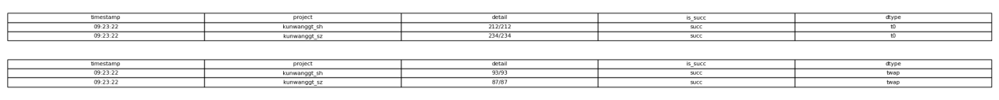 timestamp project detail is_succ dtype
09:23:22 kunwanggt_sh 212/212 succ t0
09:23:22 kunwanggt_sz 234/234 succ t0
timestamp project detail is_succ dtype
09:23:22 kunwanggt_sh 93/93 succ twap
09:23:22 kunwanggt_sz 87/87 succ twap